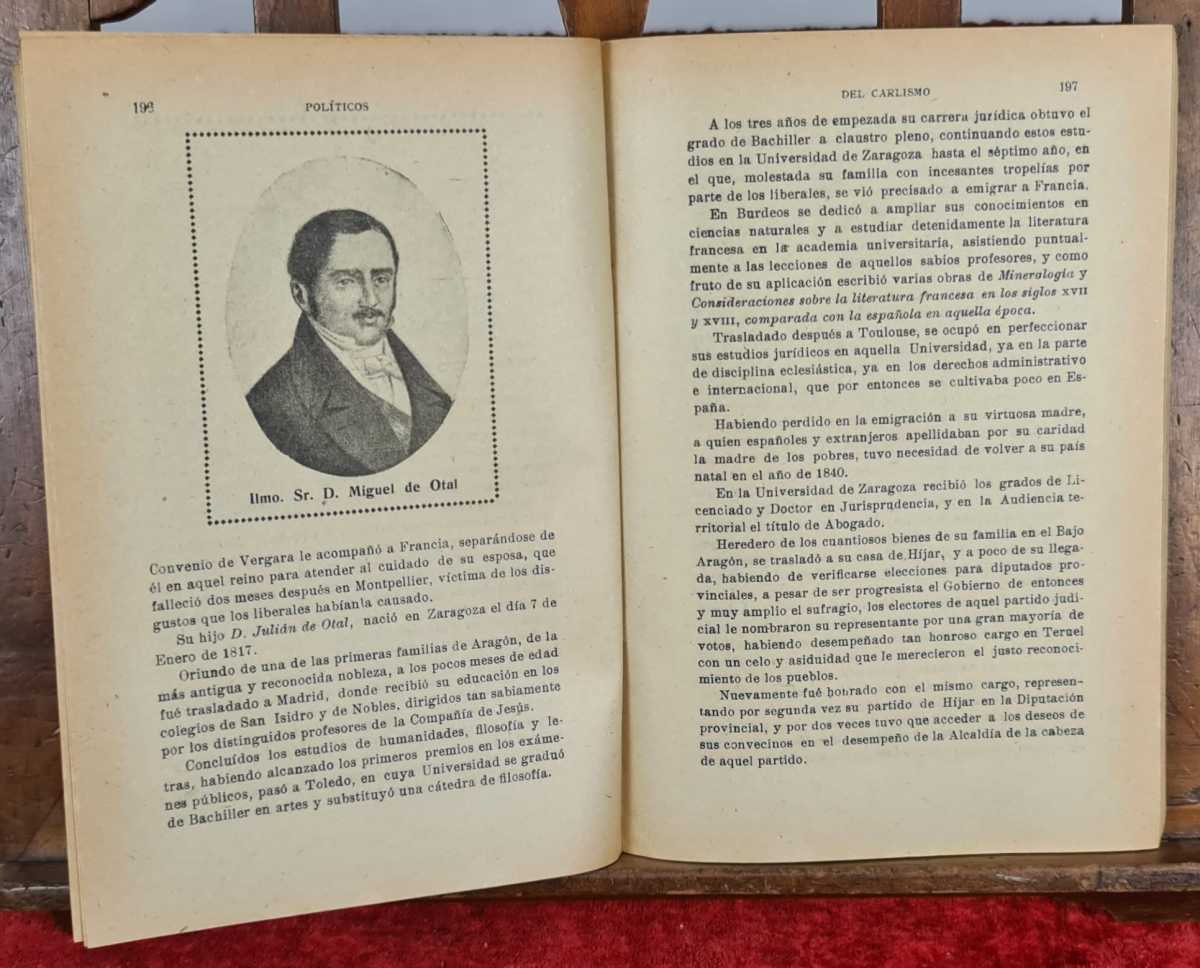 196
POLÍTICOS
Ilmo. Sr. D. Miguel de Otal
Convenio de Vergara le acompañó a Francia, separándose de
él en aquel reino para atender al cuidado de su esposa, que
falleció dos meses después en Montpellier, víctima de los dis-
gustos que los liberales habíanla causado.
Su hijo D. Julián de Otal, nació en Zaragoza el día 7 de
Enero de 1817.
Oriundo de una de las primeras familias de Aragón, de la
más antigua y reconocida nobleza, a los pocos meses de edad
fué trasladado a Madrid, donde recibió su educación en los
colegios de San Isidro y de Nobles, dirigidos tan sabiamente
por los distinguidos profesores de la Compañía de Jesús.
Concluídos los estudios de humanidades, filosofía y le-
tras, habiendo alcanzado los primeros premios en los exáme-
nes públicos, pasó a Toledo, en cuya Universidad se graduó
de Bachiller en artes y substituyó una cátedra de filosofía.
DEL CARLISMO
197
A los tres años de empezada su carrera jurídica obtuvo el
grado de Bachiller a claustro pleno, continuando estos estu-
dios en la Universidad de Zaragoza hasta el séptimo año, en
el que, molestada su familia con incesantes tropelías por
parte de los liberales, se vió precisado a emigrar a Francia.
En Burdeos se dedicó a ampliar sus conocimientos en
ciencias naturales y a estudiar detenidamente la literatura
francesa en la academia universitaria, asistiendo puntual-
mente a las lecciones de aquellos sabios profesores, y como
fruto de su aplicación escribió varias obras de Mineralogía y
Consideraciones sobre la literatura francesa en los siglos XVII
y XVIII, comparada con la española en aquella época.
Trasladado después a Toulouse, se ocupó en perfeccionar
sus estudios jurídicos en aquella Universidad, ya en la parte
de disciplina eclesiástica, ya en los derechos administrativo
e internacional, que por entonces se cultivaba poco en Es-
paña.
Habiendo perdido en la emigración a su virtuosa madre,
a quien españoles y extranjeros apellidaban por su caridad
la madre de los pobres, tuvo necesidad de volver a su país
natal en el año de 1840.
En la Universidad de Zaragoza recibió los grados de Li-
cenciado y Doctor en Jurisprudencia, y en la Audiencia te-
rritorial el título de Abogado.
Heredero de los cuantiosos bienes de su familia en el Bajo
Aragón, se trasladó a su casa de Híjar, y a poco de su llega-
da, habiendo de verificarse elecciones para diputados pro-
vinciales, a pesar de ser progresista el Gobierno de entonces
y muy amplio el sufragio, los electores de aquel partido judi-
cial le nombraron su representante por una gran mayoría de
votos, habiendo desempeñado tan honroso cargo en Teruel
con un celo y asiduidad que le merecieron el justo reconoci-
miento de los pueblos.
Nuevamente fué honrado con el mismo cargo, represen-
tando por segunda vez su partido de Híjar en la Diputación
provincial, y por dos veces tuvo que acceder a los deseos de
sus convecinos en el desempeño de la Alcaldía de la cabeza
de aquel partido.